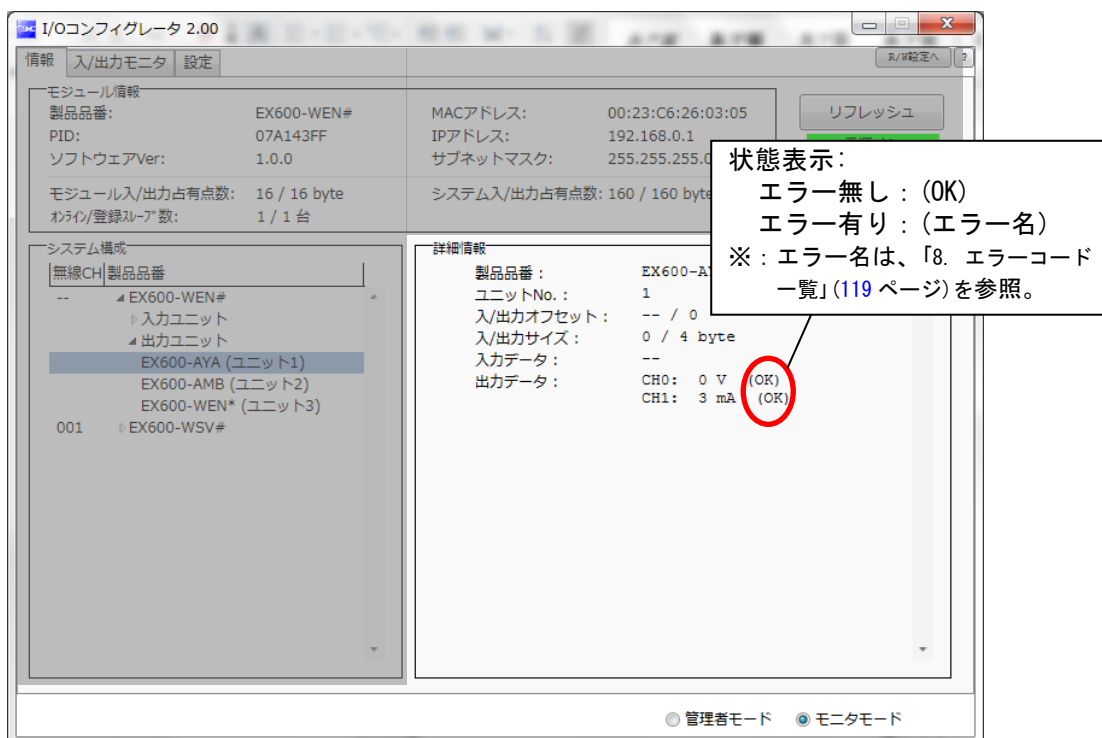 I/Oコンフィグレータ 2.00
情報 入/出力モニタ 設定 R/W設定へ ?
モジュール情報
製品品番: EX600-WEN# MACアドレス: 00:23:C6:26:03:05 リフレッシュ
PID: 07A143FF IPアドレス: 192.168.0.1
ソフトウェアVer: 1.0.0 サブネットマスク: 255.255.255.0
モジュール入/出力占有点数: 16 / 16 byte システム入/出力占有点数: 160 / 160 byte
オンライン/登録スレーブ数: 1 / 1 台
状態表示:
エラー無し:(OK)
エラー有り:(エラー名)
※:エラー名は、「8. エラーコード
一覧」(119 ページ)を参照。
システム構成
無線CH 製品品番
-- EX600-WEN#
入力ユニット
出力ユニット
EX600-AYA (ユニット1)
EX600-AMB (ユニット2)
EX600-WEN* (ユニット3)
001 EX600-WSV#
詳細情報
製品品番: EX600-AY
ユニットNo.: 1
入/出力オフセット: -- / 0
入/出力サイズ: 0 / 4 byte
入力データ: --
出力データ: CH0: 0 V (OK)
CH1: 3 mA (OK)
管理者モード モニタモード